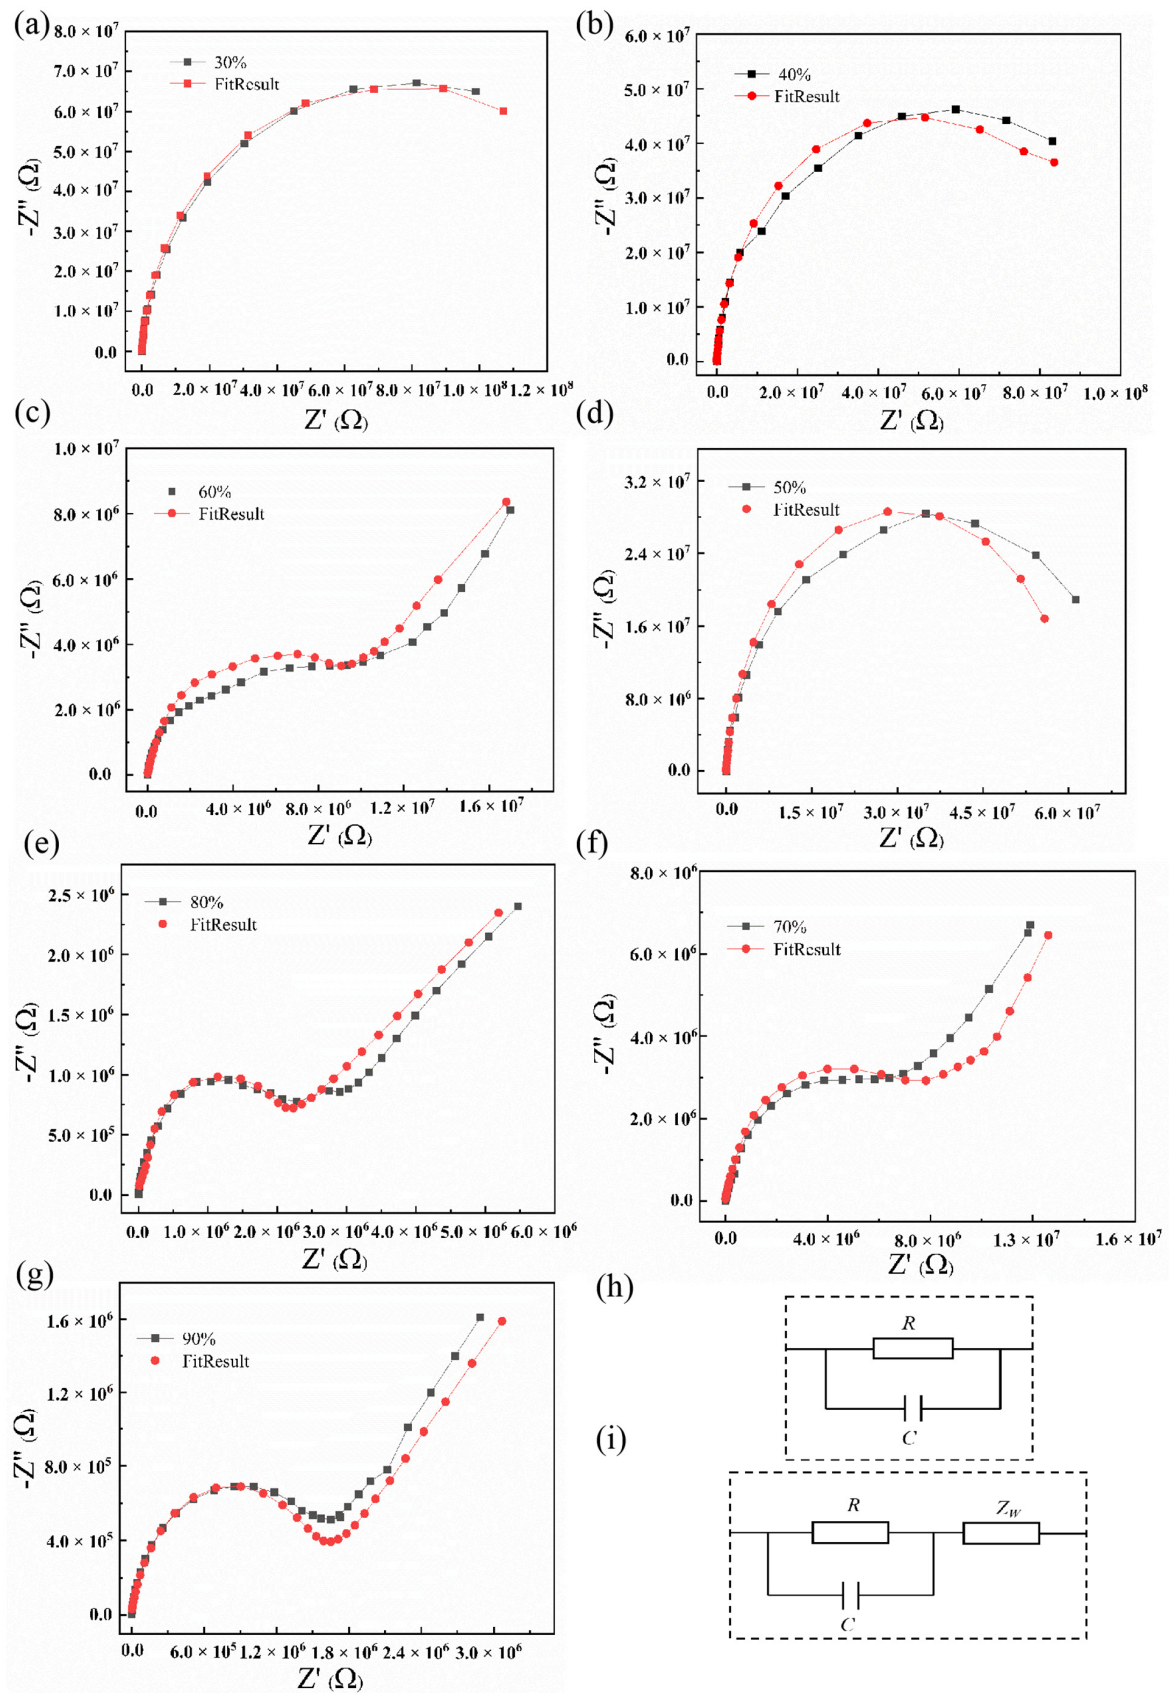 (a)
8.0 × 10⁷
7.0 × 10⁷
6.0 × 10⁷
5.0 × 10⁷
4.0 × 10⁷
3.0 × 10⁷
2.0 × 10⁷
1.0 × 10⁷
0.0
-Z'' (Ω)
30%
FitResult
0.0 2.0 × 10⁷ 4.0 × 10⁷ 6.0 × 10⁷ 8.0 × 10⁷ 1.0 × 10⁸ 1.2 × 10⁸
Z' (Ω)
(b)
6.0 × 10⁷
5.0 × 10⁷
4.0 × 10⁷
3.0 × 10⁷
2.0 × 10⁷
1.0 × 10⁷
0.0
-Z'' (Ω)
40%
FitResult
0.0 2.0 × 10⁷ 4.0 × 10⁷ 6.0 × 10⁷ 8.0 × 10⁷ 1.0 × 10⁸
Z' (Ω)
(c)
1.0 × 10⁷
8.0 × 10⁶
6.0 × 10⁶
4.0 × 10⁶
2.0 × 10⁶
0.0
-Z'' (Ω)
60%
FitResult
0.0 4.0 × 10⁶ 8.0 × 10⁶ 1.2 × 10⁷ 1.6 × 10⁷
Z' (Ω)
(d)
3.2 × 10⁷
2.4 × 10⁷
1.6 × 10⁷
8.0 × 10⁶
0.0
-Z'' (Ω)
50%
FitResult
0.0 1.5 × 10⁷ 3.0 × 10⁷ 4.5 × 10⁷ 6.0 × 10⁷
Z' (Ω)
(e)
2.5 × 10⁶
2.0 × 10⁶
1.5 × 10⁶
1.0 × 10⁶
5.0 × 10⁵
0.0
-Z'' (Ω)
80%
FitResult
0.0 1.0 × 10⁶ 2.0 × 10⁶ 3.0 × 10⁶ 4.0 × 10⁶ 5.0 × 10⁶ 6.0 × 10⁶
Z' (Ω)
(f)
8.0 × 10⁶
6.0 × 10⁶
4.0 × 10⁶
2.0 × 10⁶
0.0
-Z'' (Ω)
70%
FitResult
0.0 4.0 × 10⁶ 8.0 × 10⁶ 1.3 × 10⁷ 1.6 × 10⁷
Z' (Ω)
(g)
1.6 × 10⁶
1.2 × 10⁶
8.0 × 10⁵
4.0 × 10⁵
0.0
-Z'' (Ω)
90%
FitResult
0.0 6.0 × 10⁵ 1.2 × 10⁶ 1.8 × 10⁶ 2.4 × 10⁶ 3.0 × 10⁶
Z' (Ω)
(h)
R
C
(i)
R
Z_W
C